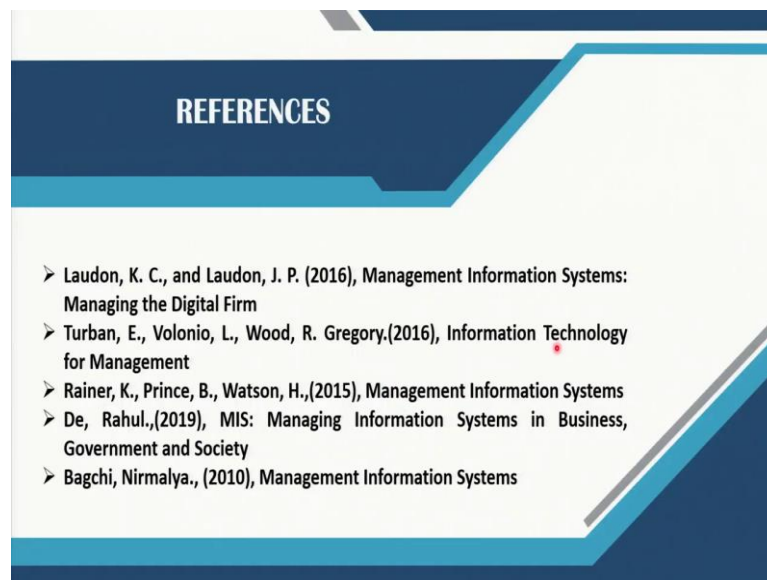 REFERENCES
➢ Laudon, K. C., and Laudon, J. P. (2016), Management Information Systems:
Managing the Digital Firm
➢ Turban, E., Volonio, L., Wood, R. Gregory.(2016), Information Technology
for Management
➢ Rainer, K., Prince, B., Watson, H.,(2015), Management Information Systems
➢ De, Rahul.,(2019), MIS: Managing Information Systems in Business,
Government and Society
➢ Bagchi, Nirmalya., (2010), Management Information Systems